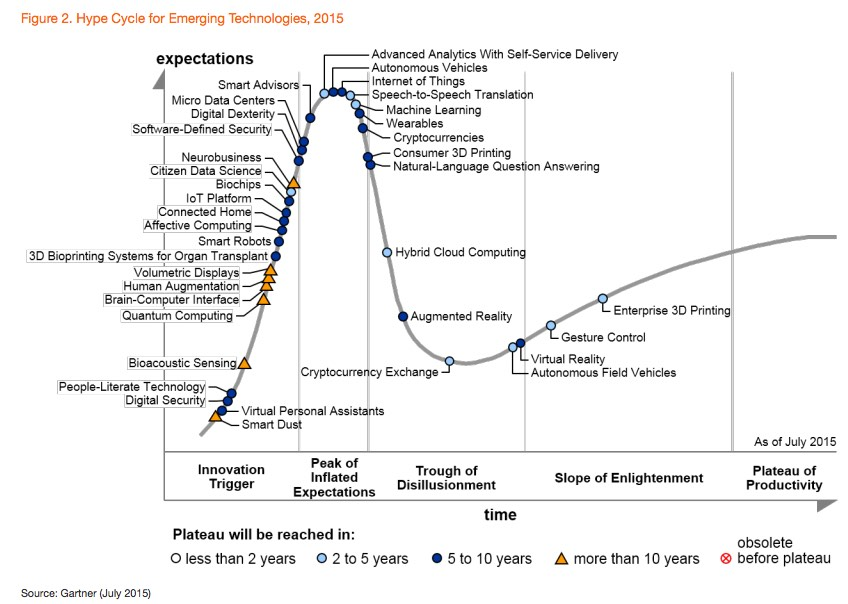 Figure 2. Hype Cycle for Emerging Technologies, 2015
expectations
Advanced Analytics With Self-Service Delivery
Autonomous Vehicles
Internet of Things
Speech-to-Speech Translation
Machine Learning
Wearables
Cryptocurrencies
Consumer 3D Printing
Natural-Language Question Answering
Smart Advisors
Micro Data Centers
Digital Dexterity
Software-Defined Security
Neurobusiness
Citizen Data Science
Biochips
IoT Platform
Connected Home
Affective Computing
Smart Robots
3D Bioprinting Systems for Organ Transplant
Volumetric Displays
Human Augmentation
Brain-Computer Interface
Quantum Computing
Bioacoustic Sensing
People-Literate Technology
Digital Security
Virtual Personal Assistants
Smart Dust
Hybrid Cloud Computing
Augmented Reality
Cryptocurrency Exchange
Enterprise 3D Printing
Gesture Control
Virtual Reality
Autonomous Field Vehicles
As of July 2015
Innovation
Trigger
Peak of
Inflated
Expectations
Trough of
Disillusionment
Slope of Enlightenment
Plateau of
Productivity
time
Plateau will be reached in:
less than 2 years
2 to 5 years
5 to 10 years
more than 10 years
obsolete
before plateau
Source: Gartner (July 2015)